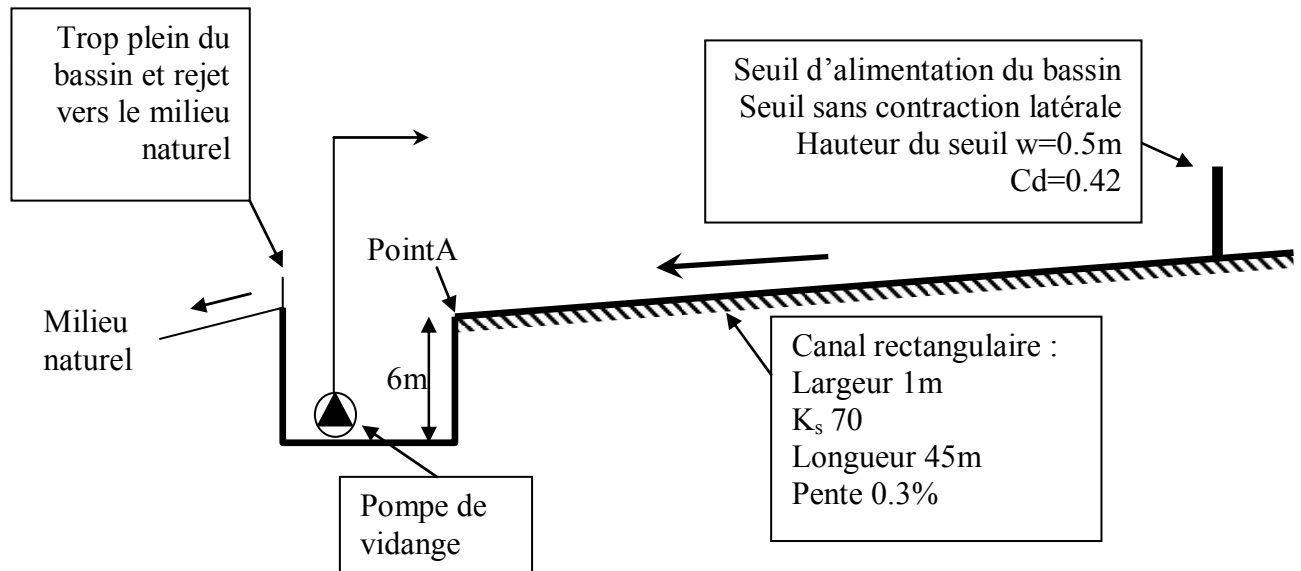 Trop plein du
bassin et rejet
vers le milieu
naturel
Seuil d'alimentation du bassin
Seuil sans contraction latérale
Hauteur du seuil w=0.5m
Cd=0.42
PointA
Milieu
naturel
6m
Canal rectangulaire :
Largeur 1m
Ks 70
Longueur 45m
Pente 0.3%
Pompe de
vidange